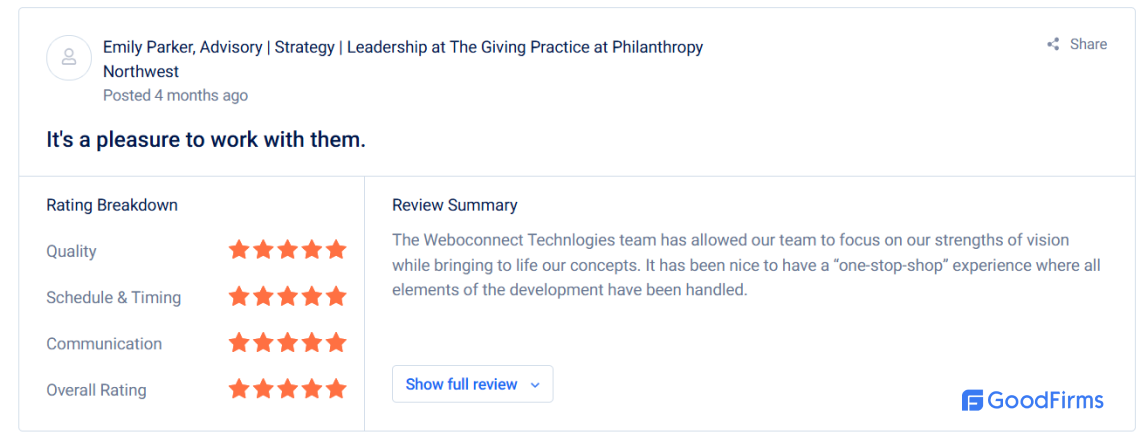 Emily Parker, Advisory | Strategy | Leadership at The Giving Practice at Philanthropy
Northwest
Posted 4 months ago
Share
It's a pleasure to work with them.
Rating Breakdown
Quality
Schedule & Timing
Communication
Overall Rating
Review Summary
The Weboconnect Technlogies team has allowed our team to focus on our strengths of vision
while bringing to life our concepts. It has been nice to have a “one-stop-shop” experience where all
elements of the development have been handled.
Show full review
GoodFirms